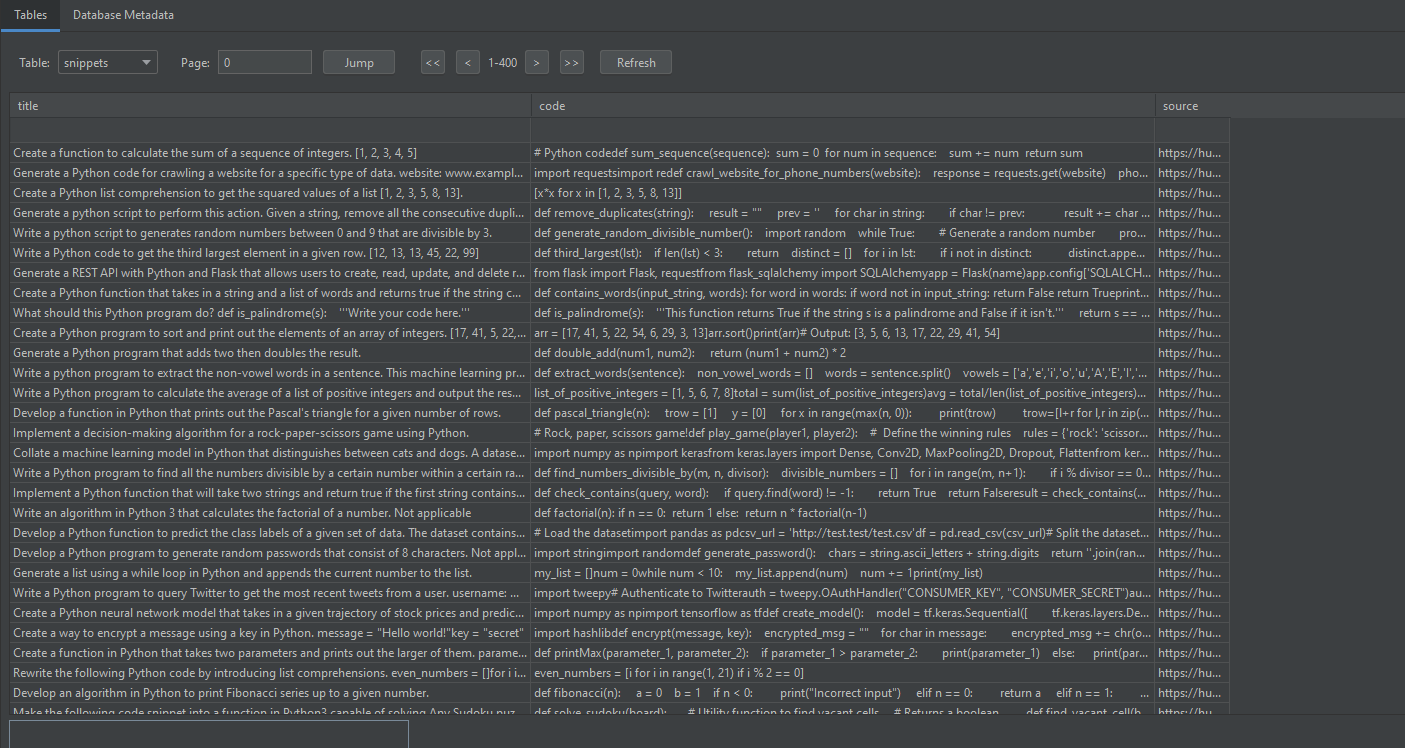 Tables Database Metadata
Table: snippets Page: 0 Jump << < 1-400 > >> Refresh
title code source
Create a function to calculate the sum of a sequence of integers. [1, 2, 3, 4, 5] # Python codedef sum_sequence(sequence): sum = 0 for num in sequence: sum += num return sum https://hu...
Generate a Python code for crawling a website for a specific type of data. website: www.exampl... import requestsimport redef crawl_website_for_phone_numbers(website): response = requests.get(website) pho... https://hu...
Create a Python list comprehension to get the squared values of a list [1, 2, 3, 5, 8, 13]. [x*x for x in [1, 2, 3, 5, 8, 13]] https://hu...
Generate a python script to perform this action. Given a string, remove all the consecutive dupli... def remove_duplicates(string): result = "" prev = '' for char in string: if char != prev: result += char ... https://hu...
Write a python script to generates random numbers between 0 and 9 that are divisible by 3. def generate_random_divisible_number(): import random while True: # Generate a random number pro... https://hu...
Write a Python code to get the third largest element in a given row. [12, 13, 13, 45, 22, 99] def third_largest(lst): if len(lst) < 3: return distinct = [] for i in lst: if i not in distinct: distinct.appe... https://hu...
Generate a REST API with Python and Flask that allows users to create, read, update, and delete r... from flask import Flask, requestfrom flask_sqlalchemy import SQLAlchemyapp = Flask(name)app.config['SQLALCH... https://hu...
Create a Python function that takes in a string and a list of words and returns true if the string c... def contains_words(input_string, words): for word in words: if word not in input_string: return False return Trueprint... https://hu...
What should this Python program do? def is_palindrome(s): '''Write your code here.''' def is_palindrome(s): '''This function returns True if the string s is a palindrome and False if it isn't.''' return s == ... https://hu...
Create a Python program to sort and print out the elements of an array of integers. [17, 41, 5, 22,... arr = [17, 41, 5, 22, 54, 6, 29, 3, 13]arr.sort()print(arr)# Output: [3, 5, 6, 13, 17, 22, 29, 41, 54] https://hu...
Generate a Python program that adds two then doubles the result. def double_add(num1, num2): return (num1 + num2) * 2 https://hu...
Write a python program to extract the non-vowel words in a sentence. This machine learning pr... def extract_words(sentence): non_vowel_words = [] words = sentence.split() vowels = ['a','e','i','o','u','A','E','I',... https://hu...
Write a Python program to calculate the average of a list of positive integers and output the res... list_of_positive_integers = [1, 5, 6, 7, 8]total = sum(list_of_positive_integers)avg = total/len(list_of_positive_integers)... https://hu...
Develop a function in Python that prints out the Pascal's triangle for a given number of rows. def pascal_triangle(n): trow = [1] y = [0] for x in range(max(n, 0)): print(trow) trow=[l+r for l,r in zip(... https://hu...
Implement a decision-making algorithm for a rock-paper-scissors game using Python. # Rock, paper, scissors game!def play_game(player1, player2): # Define the winning rules rules = {'rock': 'scissor... https://hu...
Collate a machine learning model in Python that distinguishes between cats and dogs. A datase... import numpy as npimport kerasfrom keras.layers import Dense, Conv2D, MaxPooling2D, Dropout, Flattenfrom ker... https://hu...
Write a Python program to find all the numbers divisible by a certain number within a certain ra... def find_numbers_divisible_by(m, n, divisor): divisible_numbers = [] for i in range(m, n+1): if i % divisor == 0... https://hu...
Implement a Python function that will take two strings and return true if the first string contains... def check_contains(query, word): if query.find(word) != -1: return True return Falseresult = check_contains(... https://hu...
Write an algorithm in Python 3 that calculates the factorial of a number. Not applicable def factorial(n): if n == 0: return 1 else: return n * factorial(n-1) https://hu...
Develop a Python function to predict the class labels of a given set of data. The dataset contains... # Load the datasetimport pandas as pdcsv_url = 'http://test.test/test.csv'df = pd.read_csv(csv_url)# Split the dataset... https://hu...
Develop a Python program to generate random passwords that consist of 8 characters. Not appl... import stringimport randomdef generate_password(): chars = string.ascii_letters + string.digits return ''.join(ran... https://hu...
Generate a list using a while loop in Python and appends the current number to the list. my_list = []num = 0while num < 10: my_list.append(num) num += 1print(my_list) https://hu...
Write a Python program to query Twitter to get the most recent tweets from a user. username: ... import tweepy# Authenticate to Twitterauth = tweepy.OAuthHandler("CONSUMER_KEY", "CONSUMER_SECRET")au... https://hu...
Create a Python neural network model that takes in a given trajectory of stock prices and predic... import numpy as npimport tensorflow as tfdef create_model(): model = tf.keras.Sequential([ tf.keras.layers.De... https://hu...
Create a way to encrypt a message using a key in Python. message = "Hello world!"key = "secret" import hashlibdef encrypt(message, key): encrypted_msg = "" for char in message: encrypted_msg += chr(o... https://hu...
Create a function in Python that takes two parameters and prints out the larger of them. parame... def printMax(parameter_1, parameter_2): if parameter_1 > parameter_2: print(parameter_1) else: print(par... https://hu...
Rewrite the following Python code by introducing list comprehensions. even_numbers = []for i i... even_numbers = [i for i in range(1, 21) if i % 2 == 0] https://hu...
Develop an algorithm in Python to print Fibonacci series up to a given number. def fibonacci(n): a = 0 b = 1 if n < 0: print("Incorrect input") elif n == 0: return a elif n == 1: ... https://hu...
Make the following code snippet into a function in Python3 capable of solving Any Sudoku puz... def solve_sudoku(board): # Utility function to find vacant cells # Returns a boolean def find_vacant_cell(b... https://hu...